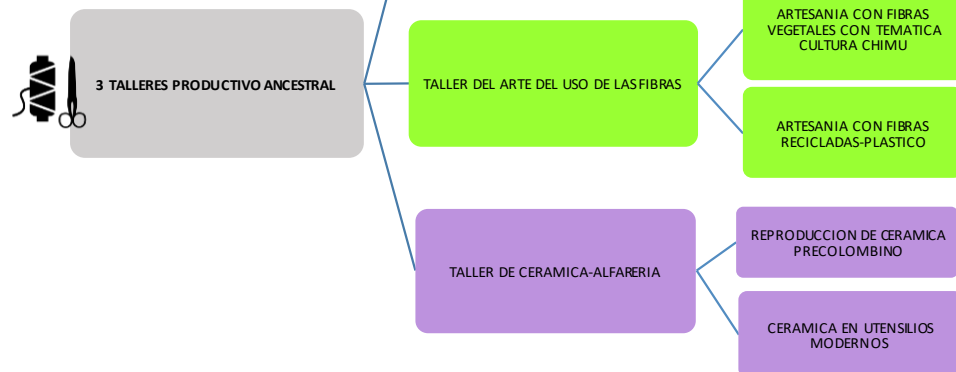 3 TALLERES PRODUCTIVO ANCESTRAL
TALLER DEL ARTE DEL USO DE LAS FIBRAS
ARTESANIA CON FIBRAS
VEGETALES CON TEMATICA
CULTURA CHIMU
ARTESANIA CON FIBRAS
RECICLADAS-PLASTICO
TALLER DE CERAMICA-ALFARERIA
REPRODUCCION DE CERAMICA
PRECOLOMBINO
CERAMICA EN UTENSILIOS
MODERNOS